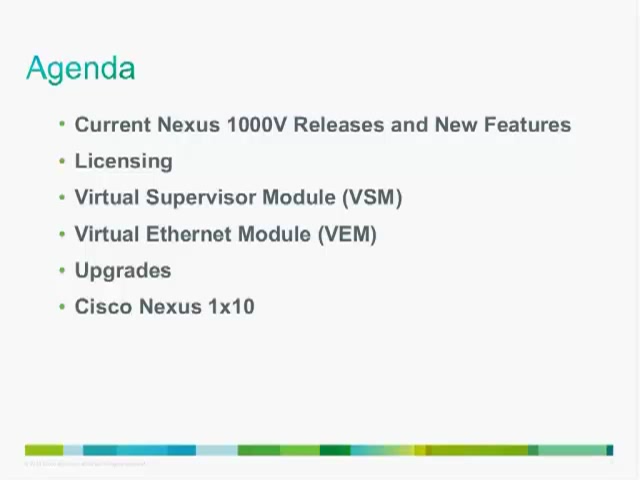 Agenda
• Current Nexus 1000V Releases and New Features
• Licensing
• Virtual Supervisor Module (VSM)
• Virtual Ethernet Module (VEM)
• Upgrades
• Cisco Nexus 1x10